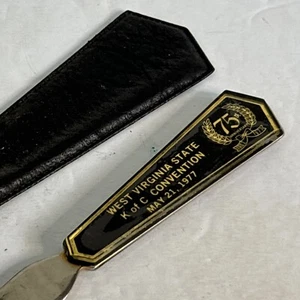 75
WEST VIRGINIA STATE
K of C CONVENTION
MAY 21, 1977